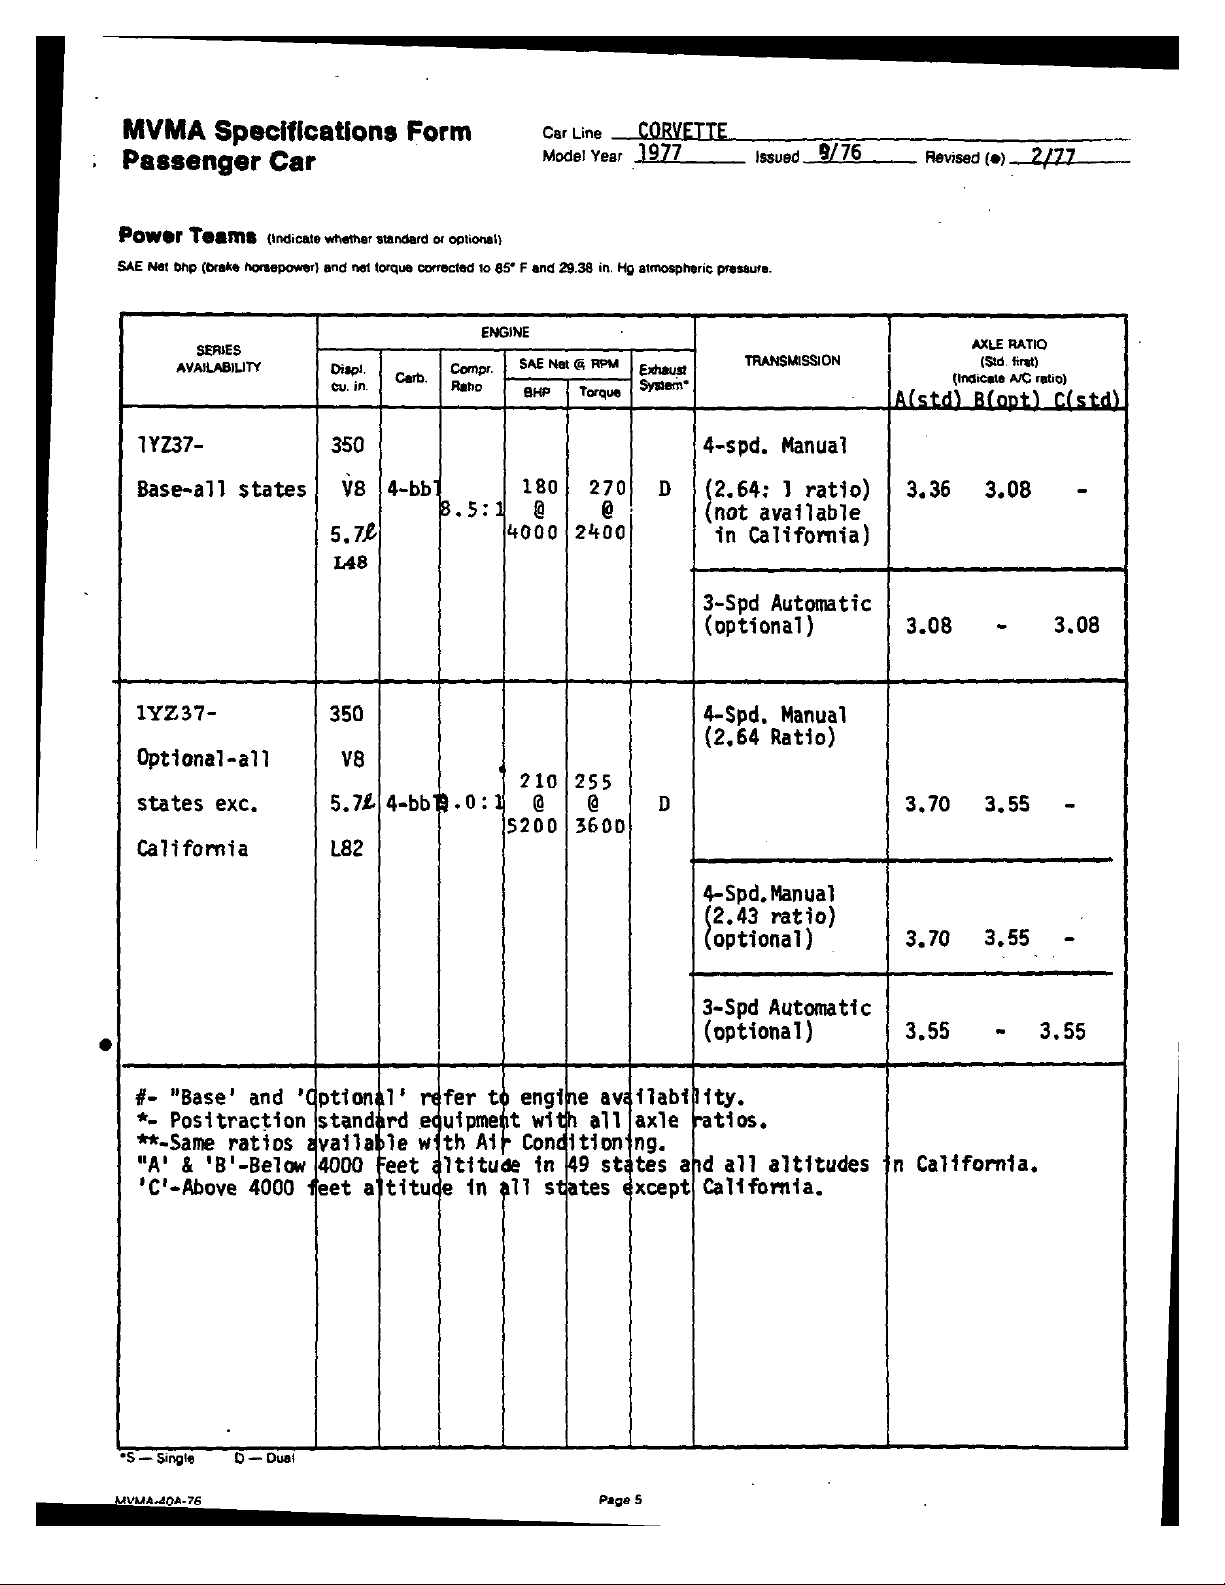 MVMA Specifications Form
Passenger Car
Car Line CORVETTE
Model Year 1977 Issued 9/76 Revised (●) 2/77
Power Teams (Indicate whether standard or optional)
SAE Net bhp (brake horsepower) and net torque corrected to 85° F and 29.38 in. Hg atmospheric pressure.
SERIES AVAILABILITY
ENGINE
Displ. cu. in.
Carb.
Compr. Ratio
SAE Net @ RPM
BHP
Torque
Exhaust System*
TRANSMISSION
AXLE RATIO
(Std. first)
(Indicate A/C ratio)
A(std) B(opt) C(std)
1YZ37- 350 4-spd. Manual
Base-all states V8 4-bbl 180 270 D (2.64: 1 ratio) 3.36 3.08 -
8.5:1 @ @ (not available
5.7ℓ 4000 2400 in California)
L48
3-Spd Automatic
(optional) 3.08 - 3.08
1YZ37- 350 4-Spd. Manual
(2.64 Ratio)
Optional-all V8
210 255
states exc. 5.7ℓ 4-bbl 9.0:1 @ @ D 3.70 3.55 -
5200 3600
California L82
4-Spd.Manual
(2.43 ratio)
(optional) 3.70 3.55 -
3-Spd Automatic
(optional) 3.55 - 3.55
●
#- "Base' and 'Optional' refer to engine availability.
*- Positraction standard equipment with all axle ratios.
**-Same ratios available with Air Conditioning.
"A' & 'B'-Below 4000 Feet altitude in 49 states and all altitudes in California.
'C'-Above 4000 feet altitude in all states except California.
*S — Single D — Dual
MVMA-40A-76
Page 5